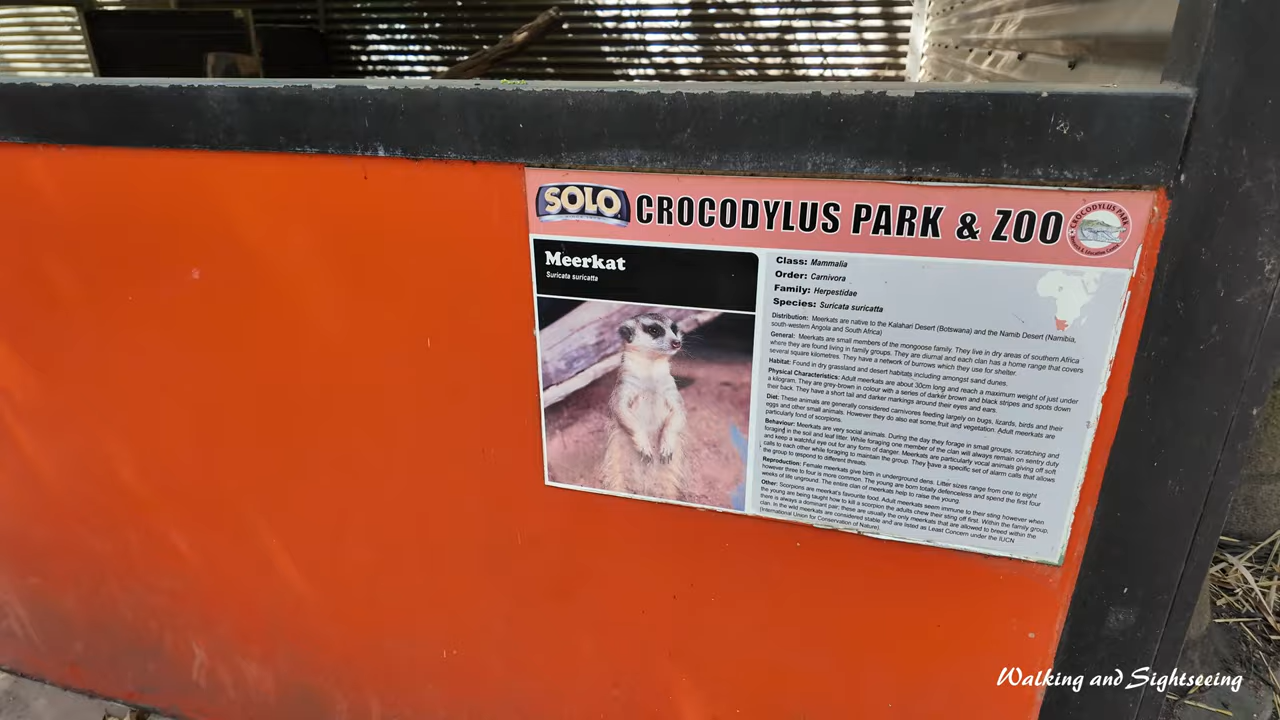 SOLO
CROCODYLUS PARK & ZOO
CROCODYLUS PARK
Meerkat
Suricata suricatta
Class: Mammalia
Order: Carnivora
Family: Herpestidae
Species: Suricata suricatta
Distribution: Meerkats are native to the Kalahari Desert (Botswana) and the Namib Desert (Namibia,
south-western Angola and South Africa)
General: Meerkats are small members of the mongoose family. They live in dry areas of southern Africa
where they are found living in family groups. They are diurnal and each clan has a home range that covers
several square kilometres. They have a network of burrows which they use for shelter.
Habitat: Found in dry grassland and desert habitats including amongst sand dunes.
Physical Characteristics: Adult meerkats are about 30cm long and reach a maximum weight of just under
a kilogram. They are grey-brown in colour with a series of darker brown and black stripes and spots down
their back. They have a short tail and darker markings around their eyes and ears.
Diet: These animals are generally considered carnivores feeding largely on bugs, lizards, birds and their
eggs and other small animals. However they do also eat some fruit and vegetation. Adult meerkats are
particularly fond of scorpions.
Behaviour: Meerkats are very social animals. During the day they forage in small groups, scratching and
foraging in the soil and leaf litter. While foraging one member of the clan will always remain on sentry duty
and keep a watchful eye out for any form of danger. Meerkats are particularly vocal animals giving off soft
calls to each other while foraging to maintain the group. They have a specific set of alarm calls that allows
the group to respond to different threats.
Reproduction: Female meerkats give birth in underground dens. Litter sizes range from one to eight
however three to four is more common. The young are born totally defenceless and spend the first four
weeks of life underground. The entire clan of meerkats help to raise the young.
Other: Scorpions are meerkat's favourite food. Adult meerkats seem immune to their sting however when
the young are being taught how to kill a scorpion the adults chew their sting off first. Within the family group,
there is always a dominant pair; these are usually the only meerkats that are allowed to breed within the
clan. In the wild meerkats are considered stable and are listed as Least Concern under the IUCN
(International Union for Conservation of Nature)
Walking and Sightseeing